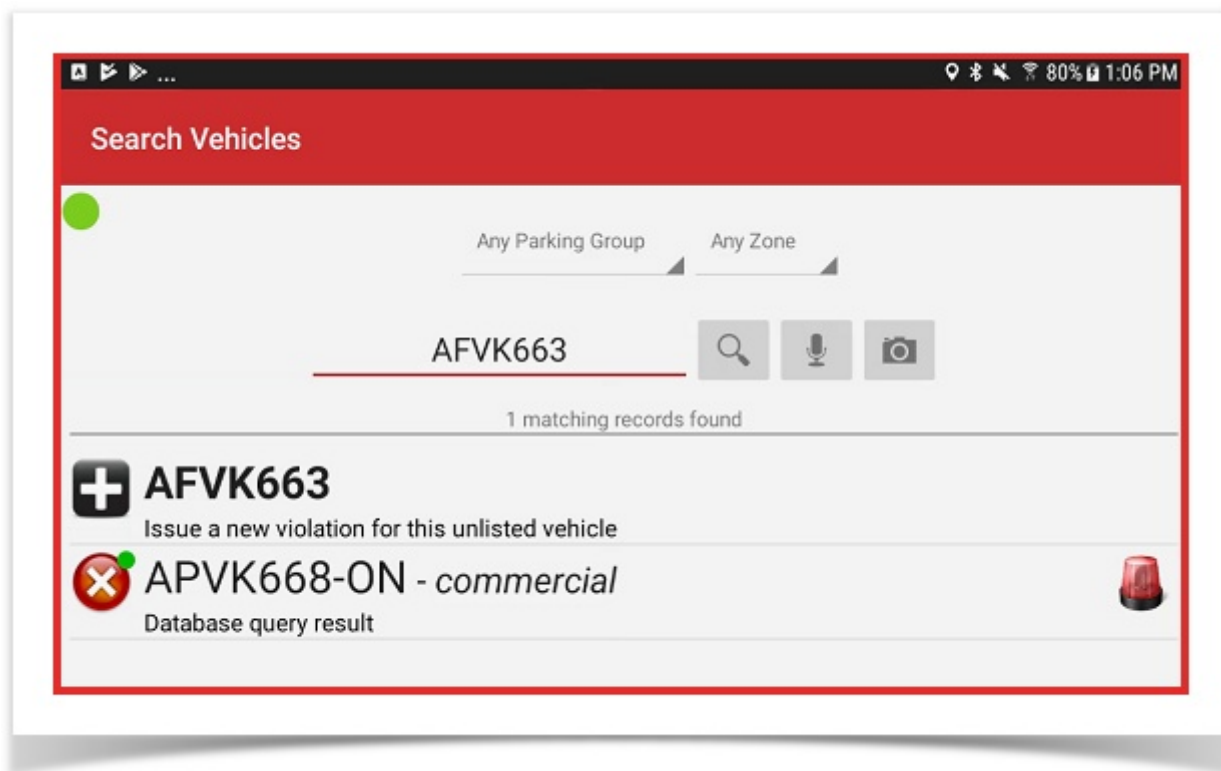 ... 80% 1:06 PM
Search Vehicles
Any Parking Group Any Zone
AFVK663
1 matching records found
AFVK663
Issue a new violation for this unlisted vehicle
APVK668-ON - commercial
Database query result